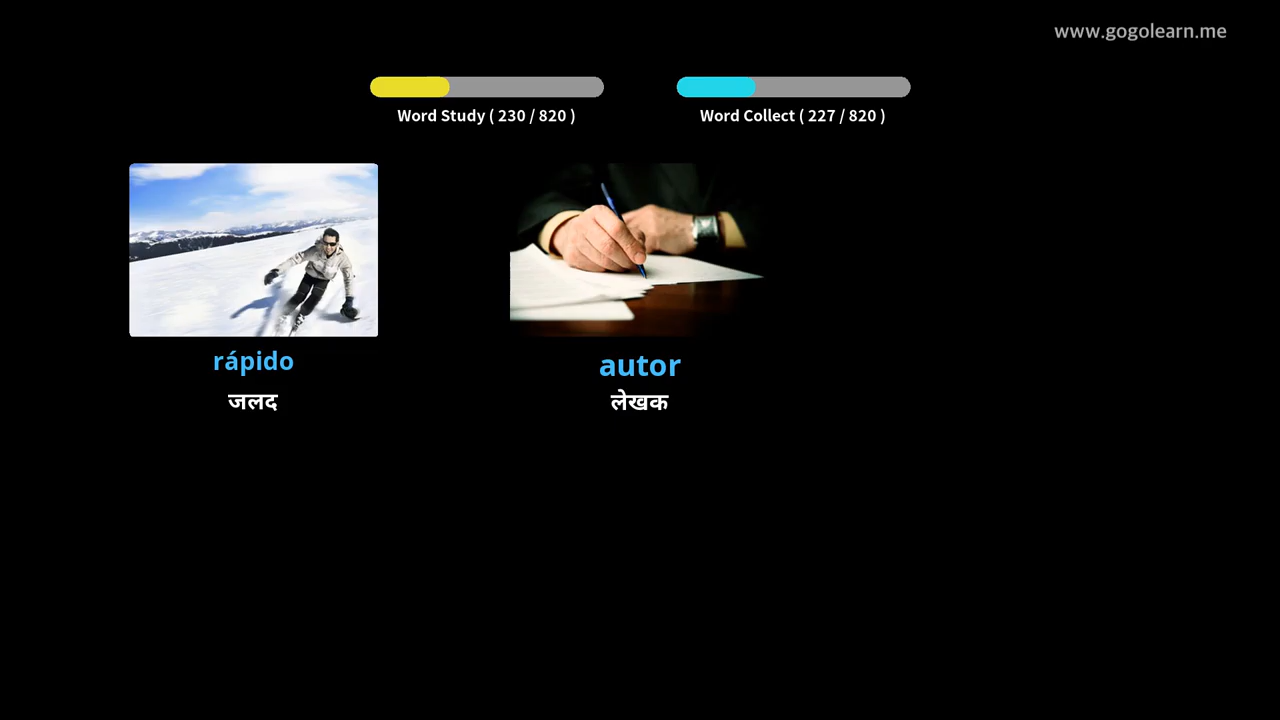 www.gogolearn.me
Word Study ( 230 / 820 )
Word Collect ( 227 / 820 )
rápido
जलद
autor
लेखक